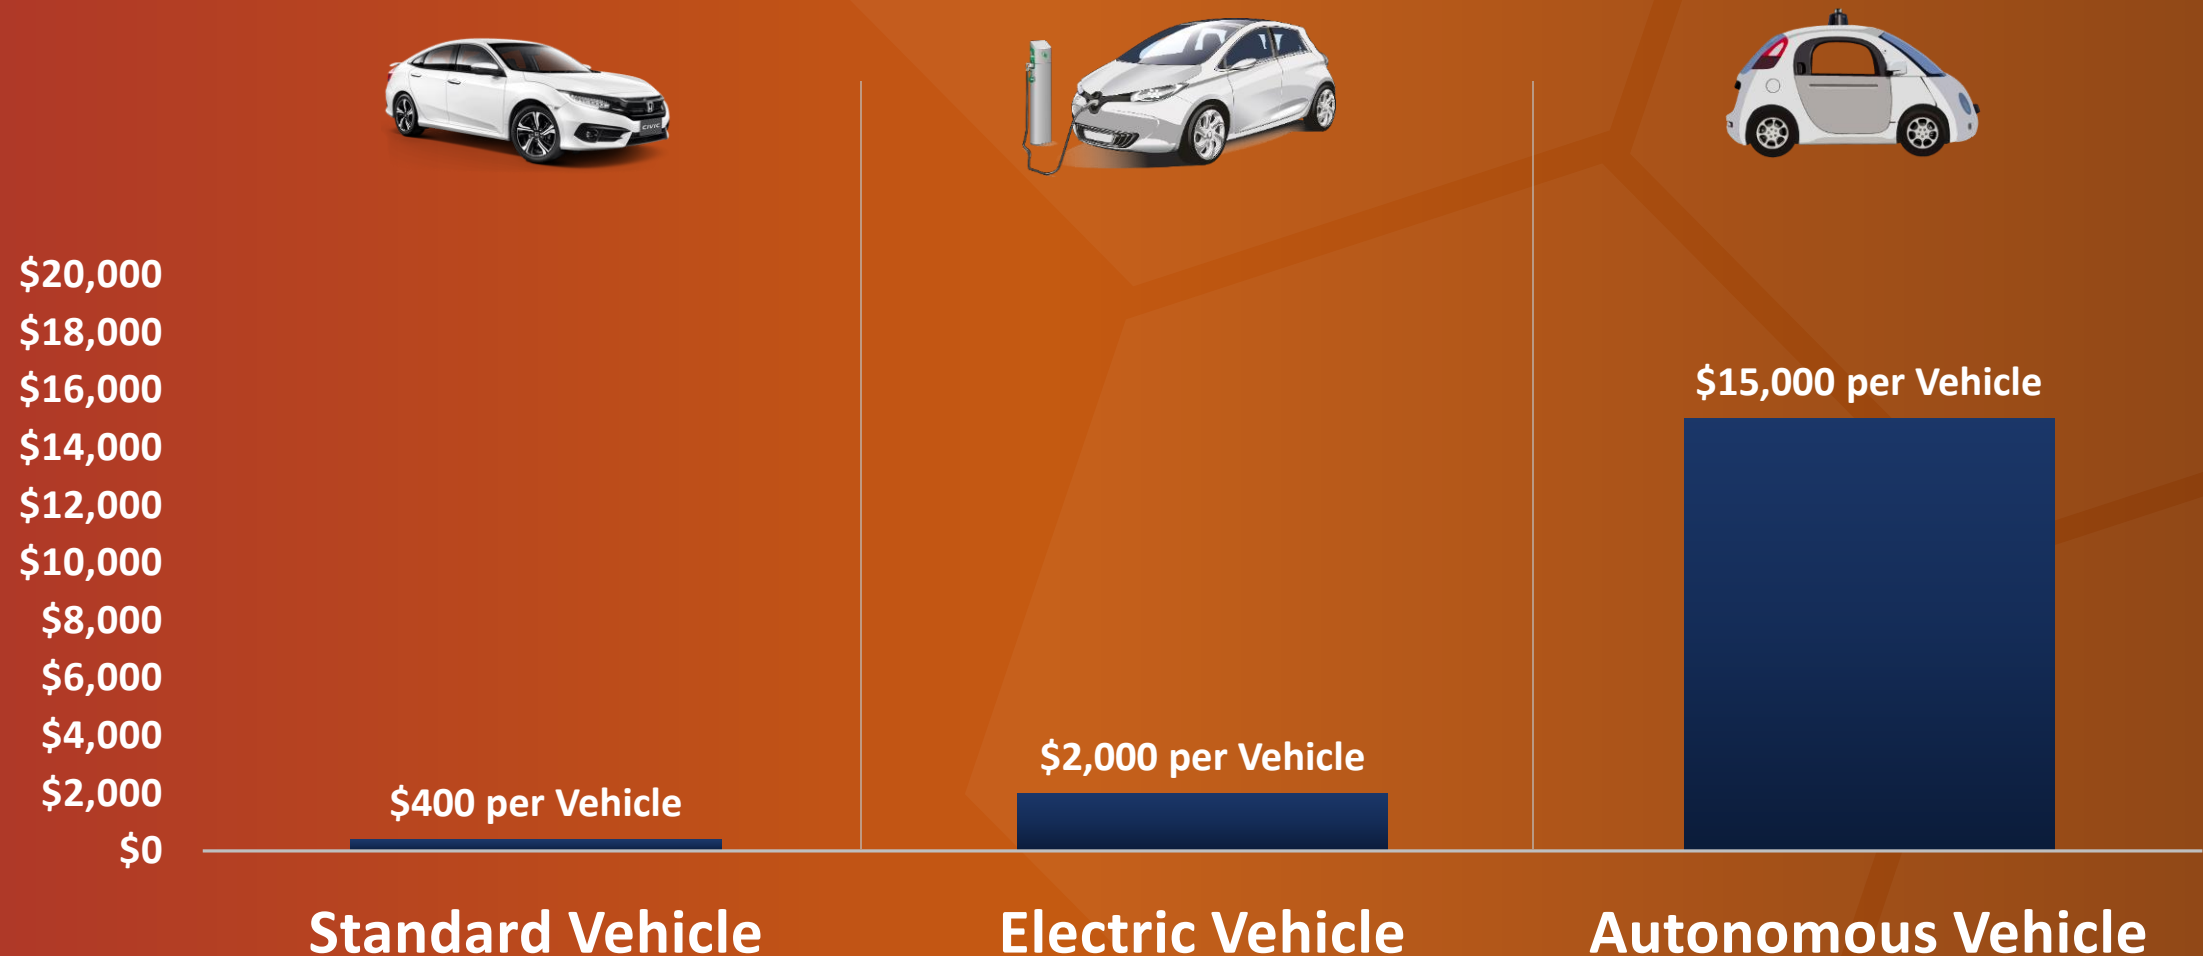 $20,000
$18,000
$16,000
$14,000
$12,000
$10,000
$8,000
$6,000
$4,000
$2,000
$0
$400 per Vehicle
$2,000 per Vehicle
$15,000 per Vehicle
Standard Vehicle
Electric Vehicle
Autonomous Vehicle
CIVIC